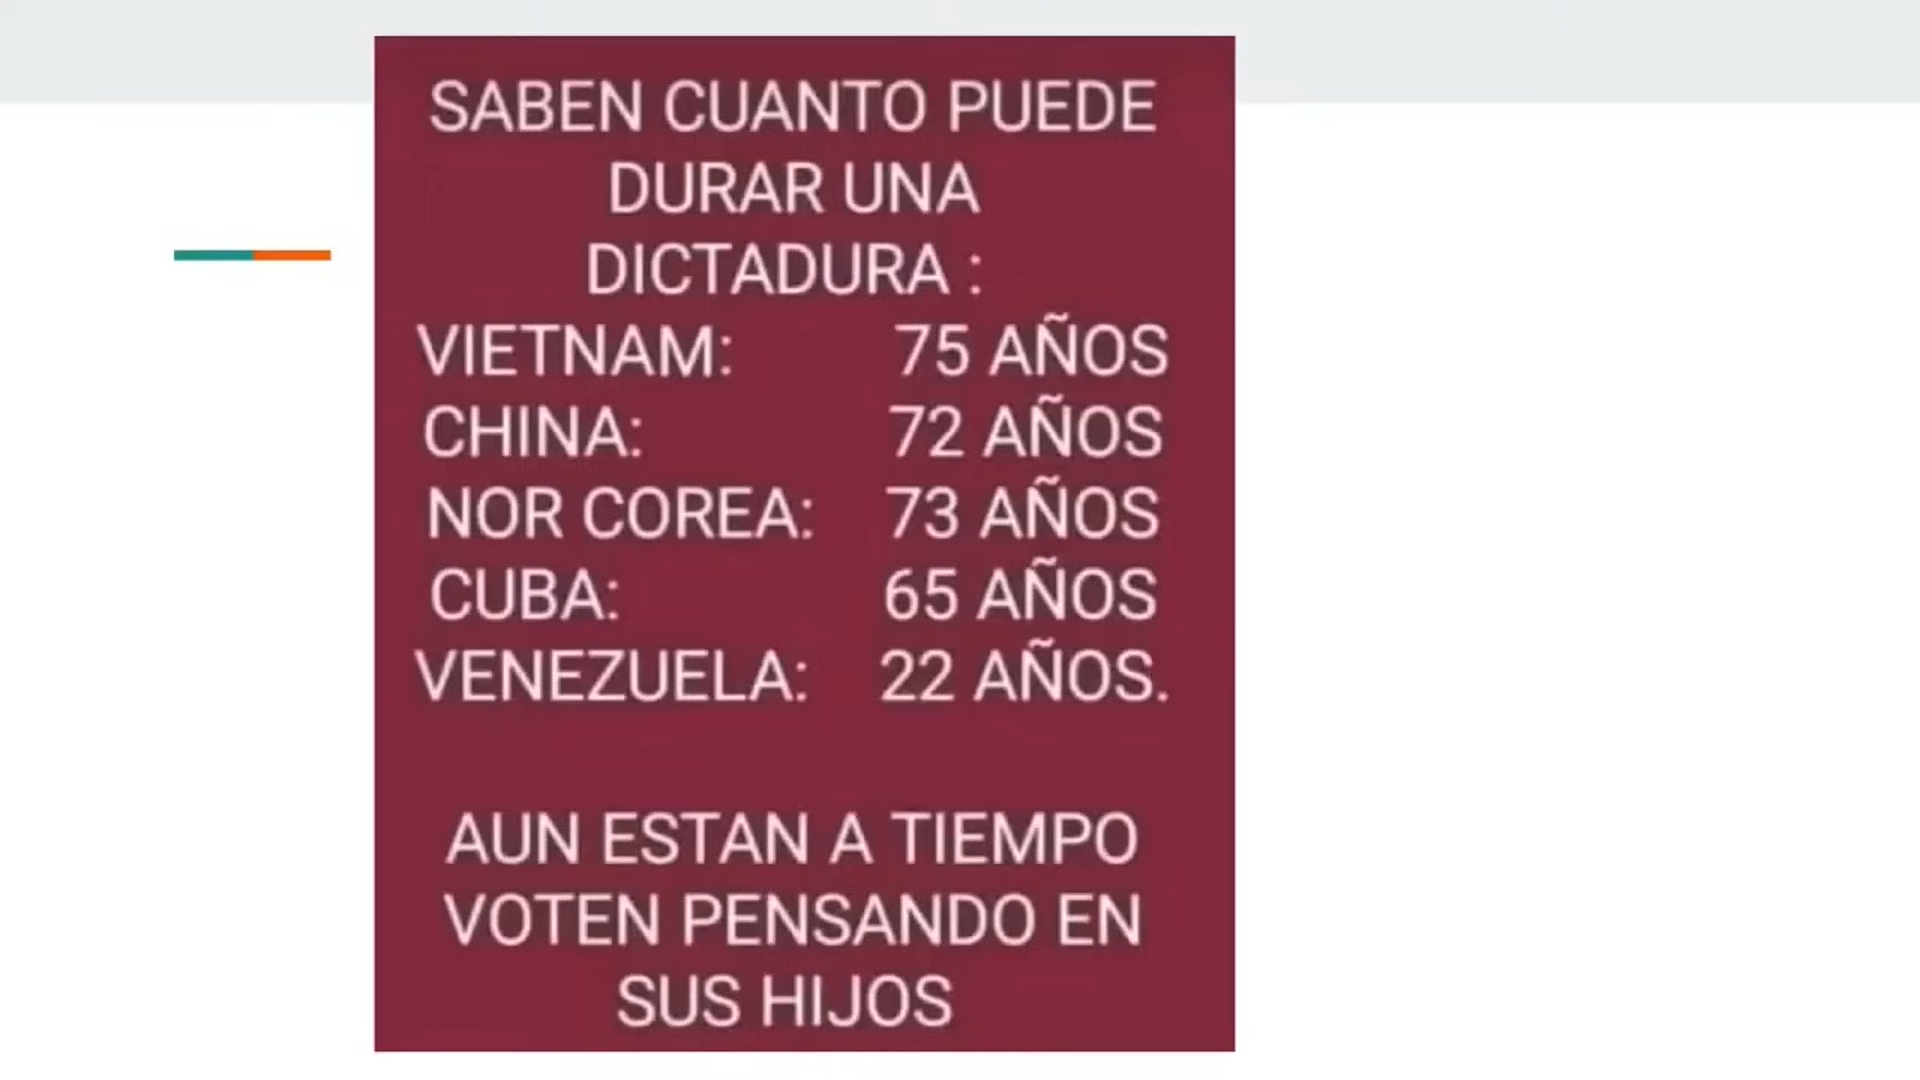 SABEN CUANTO PUEDE
DURAR UNA
DICTADURA :
VIETNAM: 75 AÑOS
CHINA: 72 AÑOS
NOR COREA: 73 AÑOS
CUBA: 65 AÑOS
VENEZUELA: 22 AÑOS.
AUN ESTAN A TIEMPO
VOTEN PENSANDO EN
SUS HIJOS